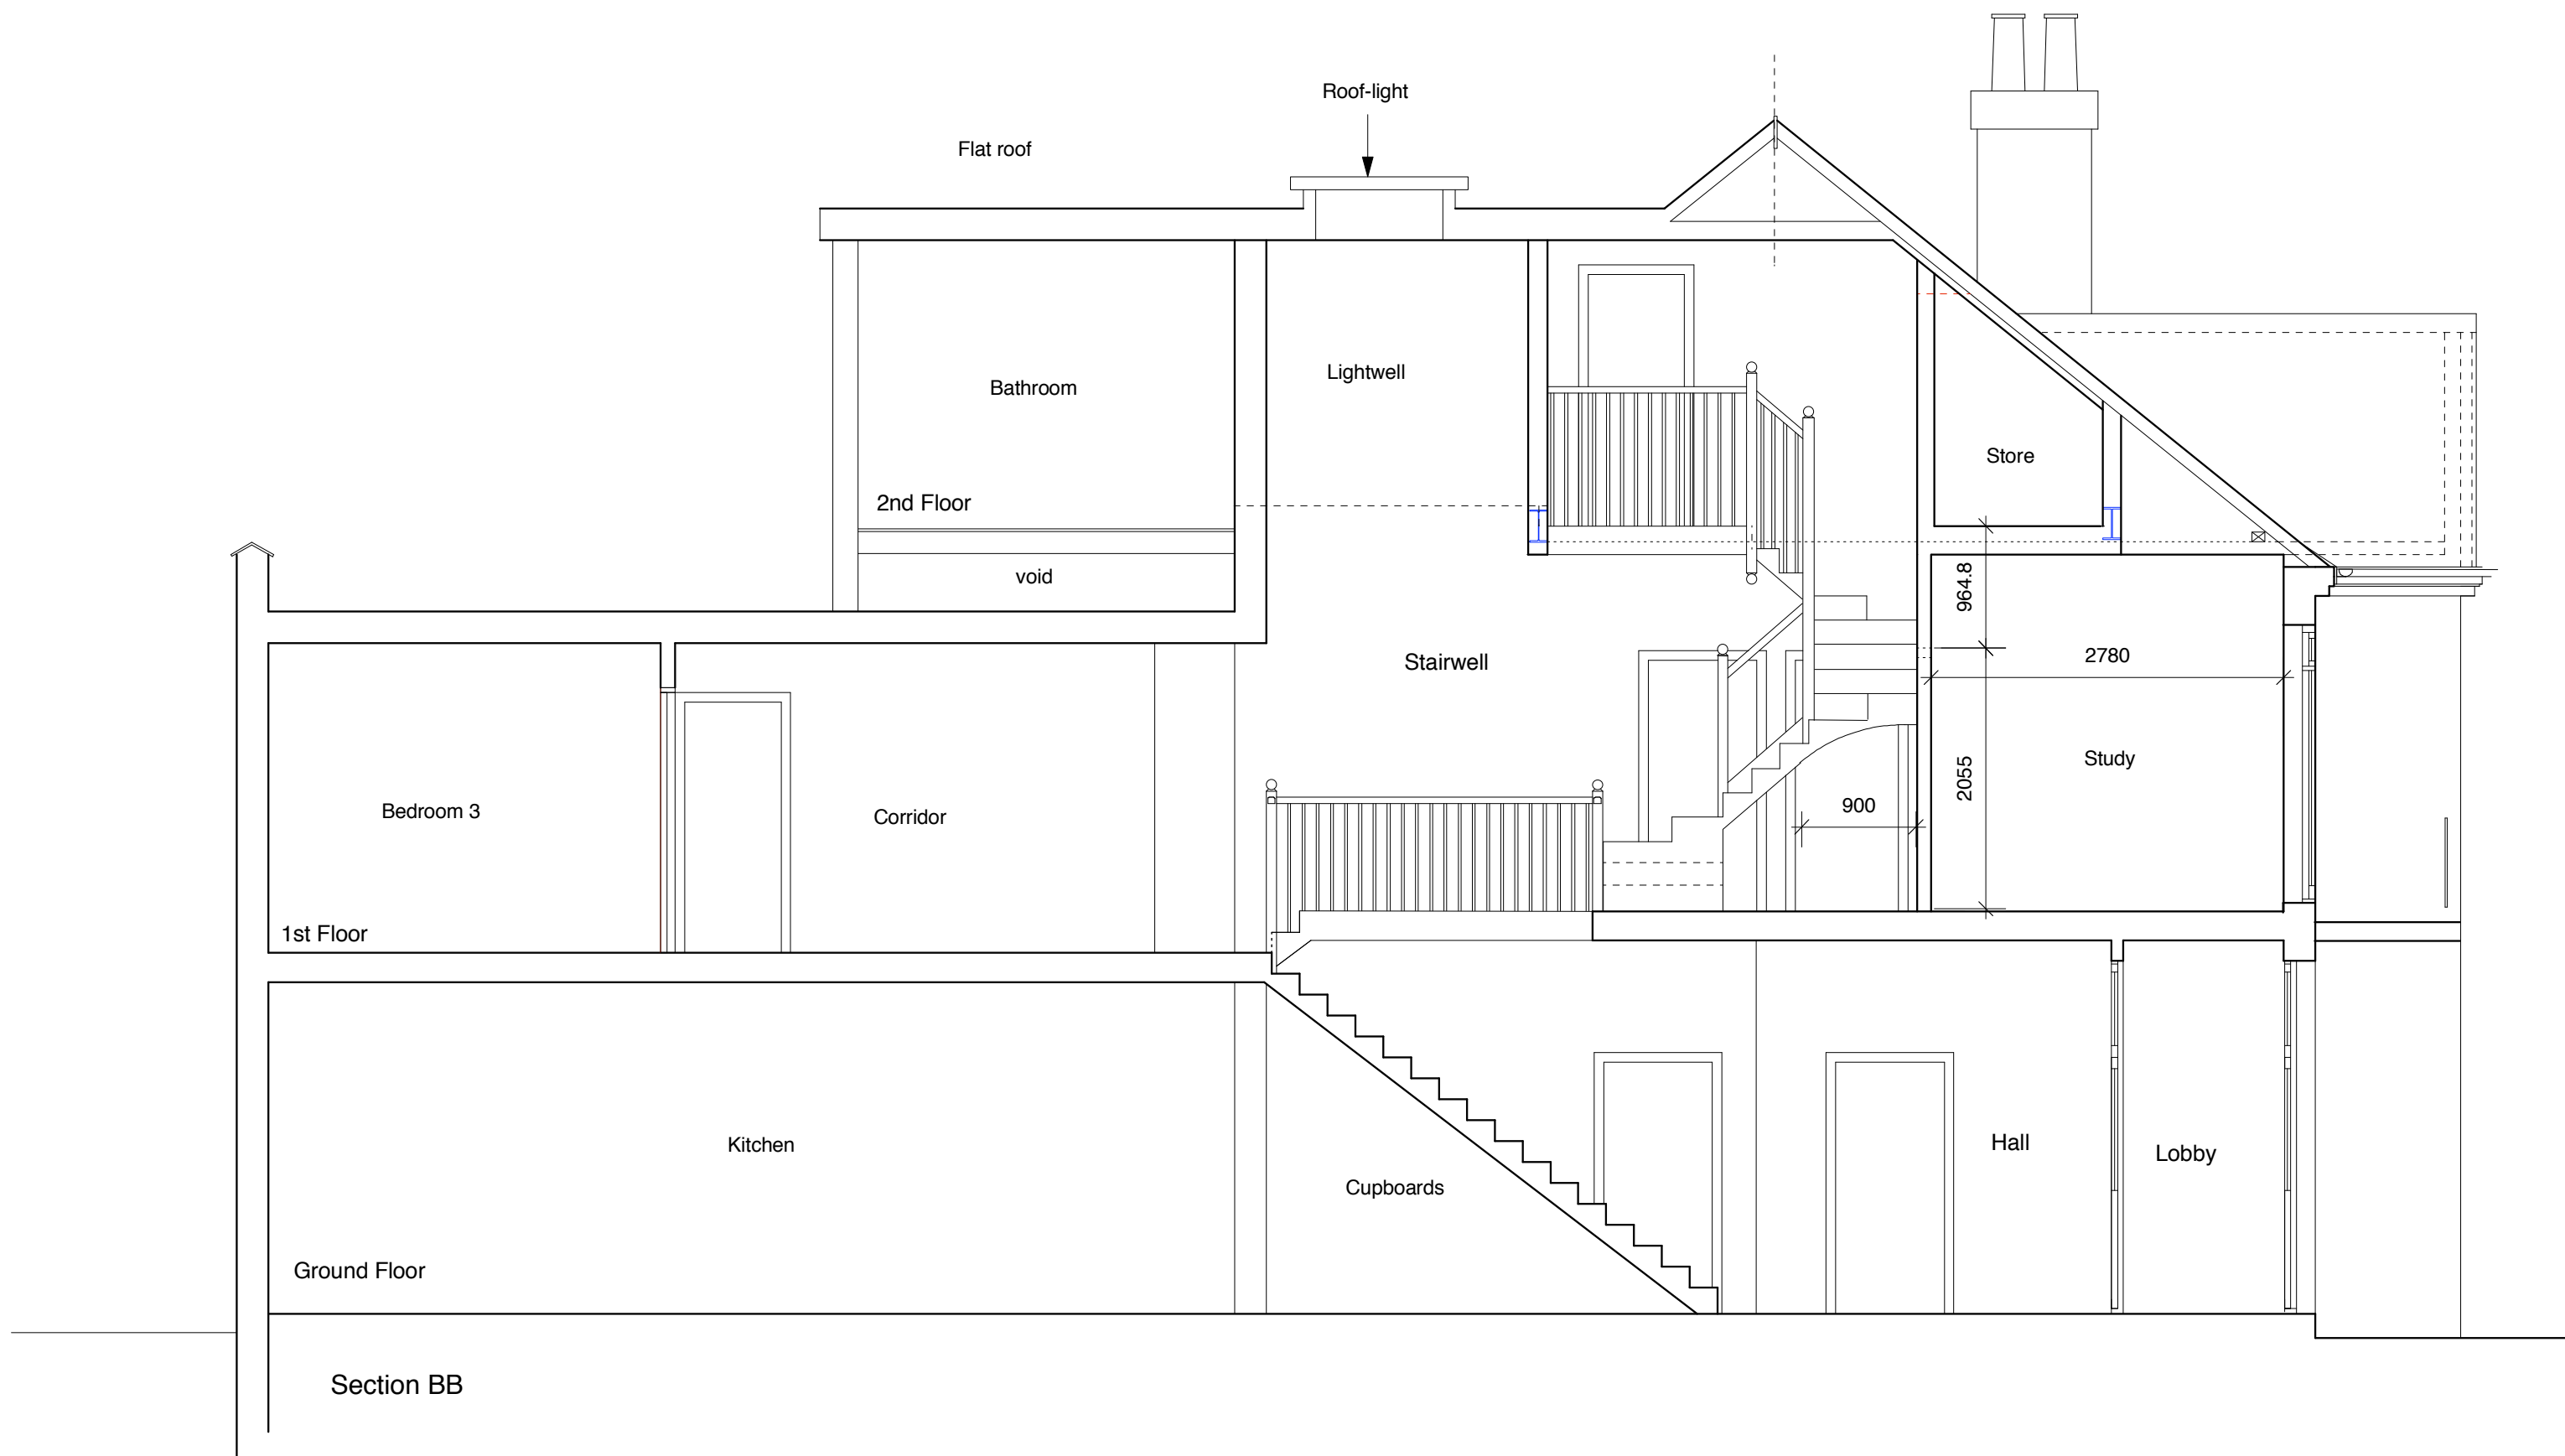 Roof-light
Flat roof
Bathroom
Lightwell
Store
2nd Floor
void
964.8
2780
Stairwell
Study
2055
900
Bedroom 3
Corridor
1st Floor
Kitchen
Hall
Lobby
Cupboards
Ground Floor
Section BB